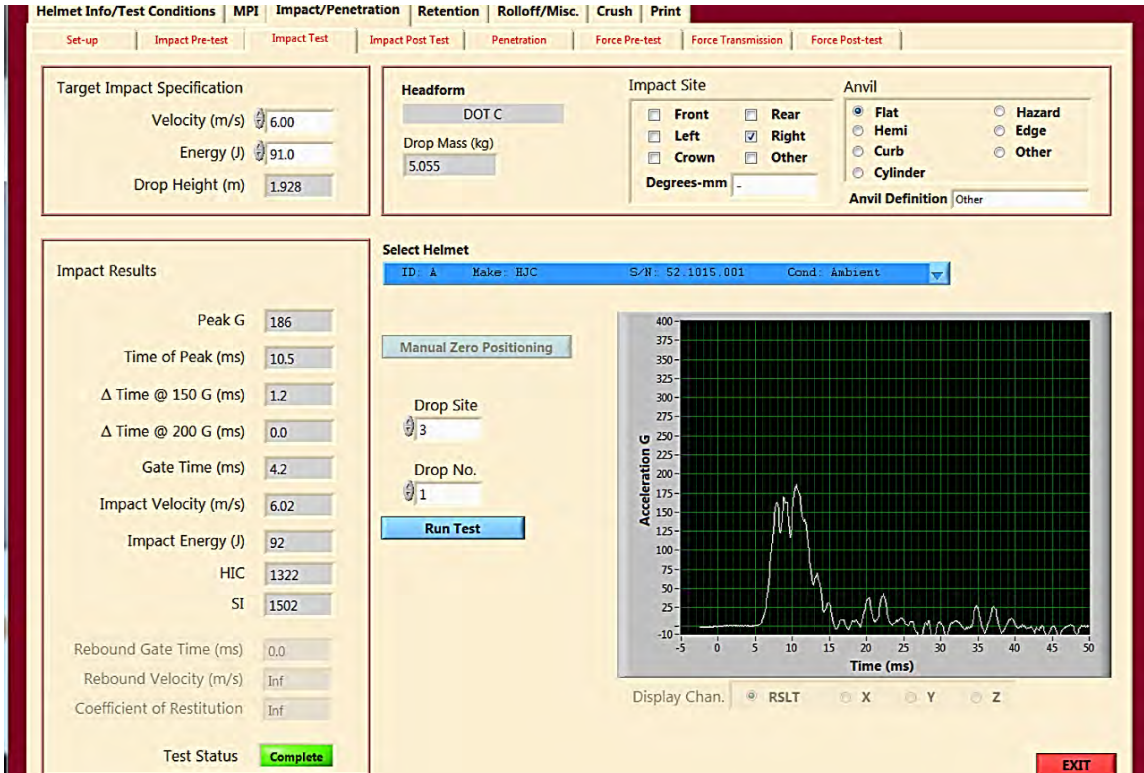 Helmet Info/Test Conditions MPI Impact/Penetration Retention Rolloff/Misc. Crush Print
Set-up Impact Pre-test Impact Test Impact Post Test Penetration Force Pre-test Force Transmission Force Post-test
Target Impact Specification
Velocity (m/s) 6.00
Energy (J) 91.0
Drop Height (m) 1.928
Headform
DOT C
Drop Mass (kg)
5.055
Impact Site
Front Rear
Left Right
Crown Other
Degrees-mm -
Anvil
Flat Hazard
Hemi Edge
Curb Other
Cylinder
Anvil Definition Other
Impact Results
Peak G 186
Time of Peak (ms) 10.5
Δ Time @ 150 G (ms) 1.2
Δ Time @ 200 G (ms) 0.0
Gate Time (ms) 4.2
Impact Velocity (m/s) 6.02
Impact Energy (J) 92
HIC 1322
SI 1502
Rebound Gate Time (ms) 0.0
Rebound Velocity (m/s) Inf
Coefficient of Restitution Inf
Test Status Complete
Select Helmet
ID: A Make: HJC S/N: 52.1015.001 Cond: Ambient
Manual Zero Positioning
Drop Site
3
Drop No.
1
Run Test
Acceleration G
400
375
350
325
300
275
250
225
200
175
150
125
100
75
50
25
-10
-5 0 5 10 15 20 25 30 35 40 45 50
Time (ms)
Display Chan. RSLT X Y Z
EXIT